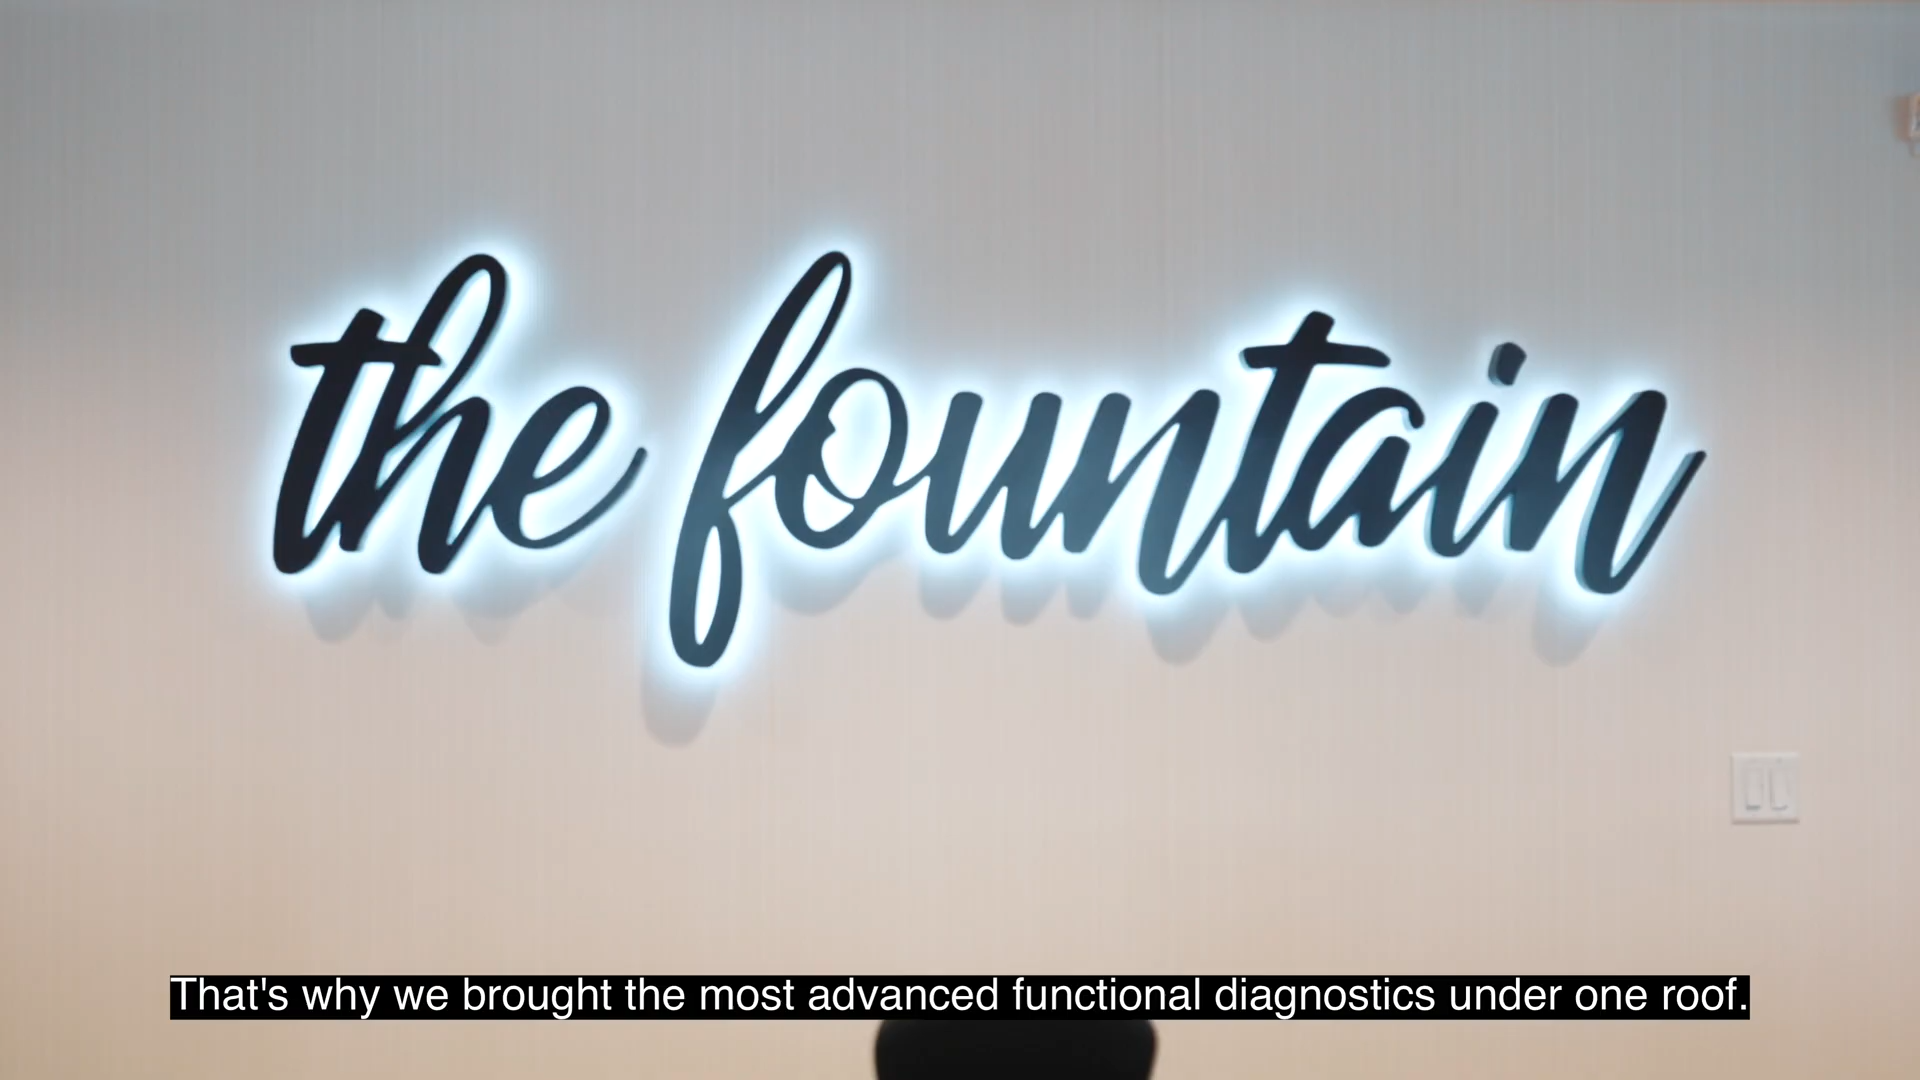 the fountain
That's why we brought the most advanced functional diagnostics under one roof.